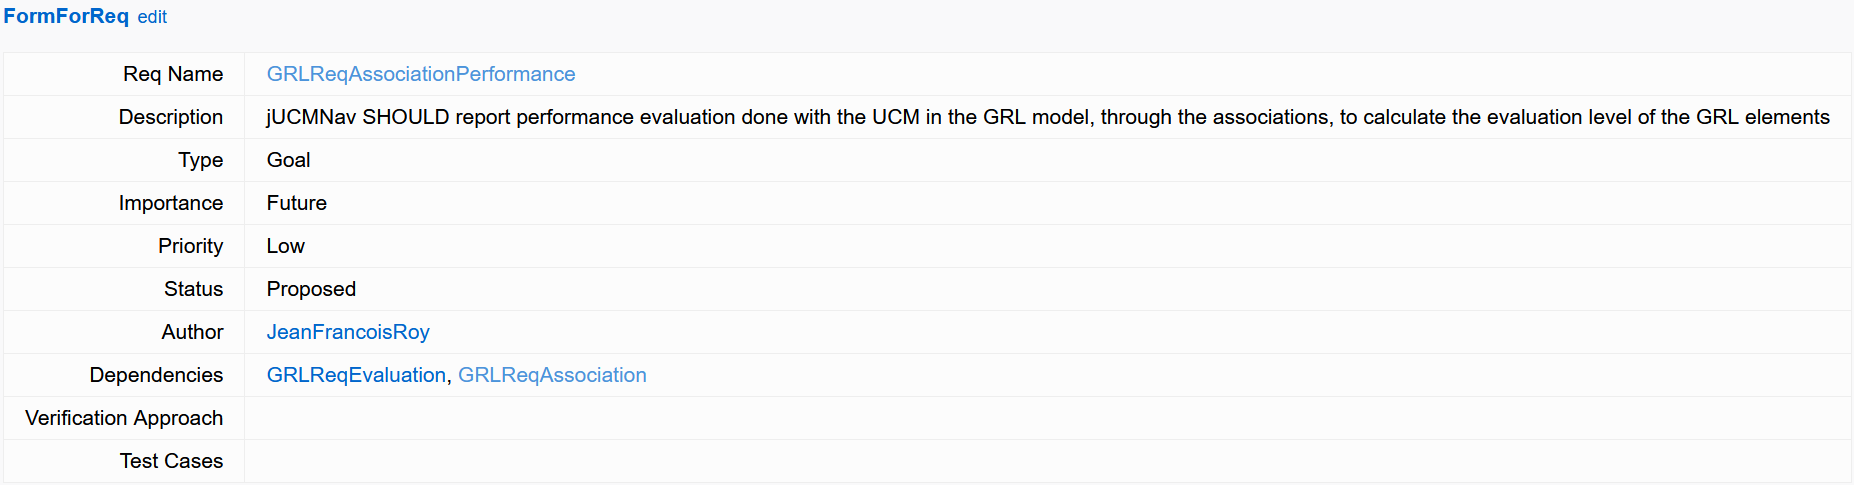 FormForReq edit
Req Name GRLReqAssociationPerformance
Description jUCMNav SHOULD report performance evaluation done with the UCM in the GRL model, through the associations, to calculate the evaluation level of the GRL elements
Type Goal
Importance Future
Priority Low
Status Proposed
Author JeanFrancoisRoy
Dependencies GRLReqEvaluation, GRLReqAssociation
Verification Approach
Test Cases